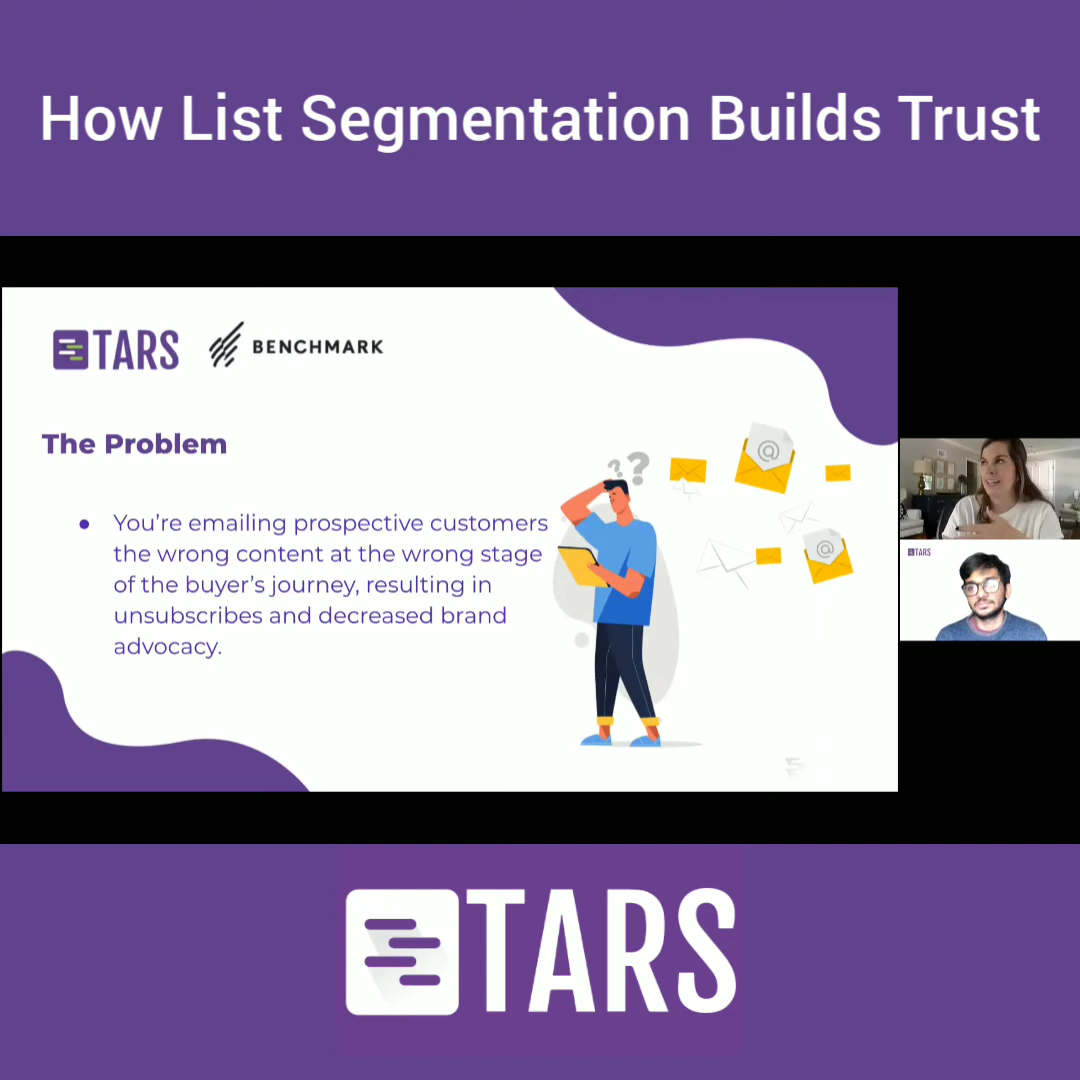 How List Segmentation Builds Trust
TARS
BENCHMARK
The Problem
@
? ?
● You’re emailing prospective customers
the wrong content at the wrong stage
of the buyer’s journey, resulting in
unsubscribes and decreased brand
advocacy.
@
TARS
TARS